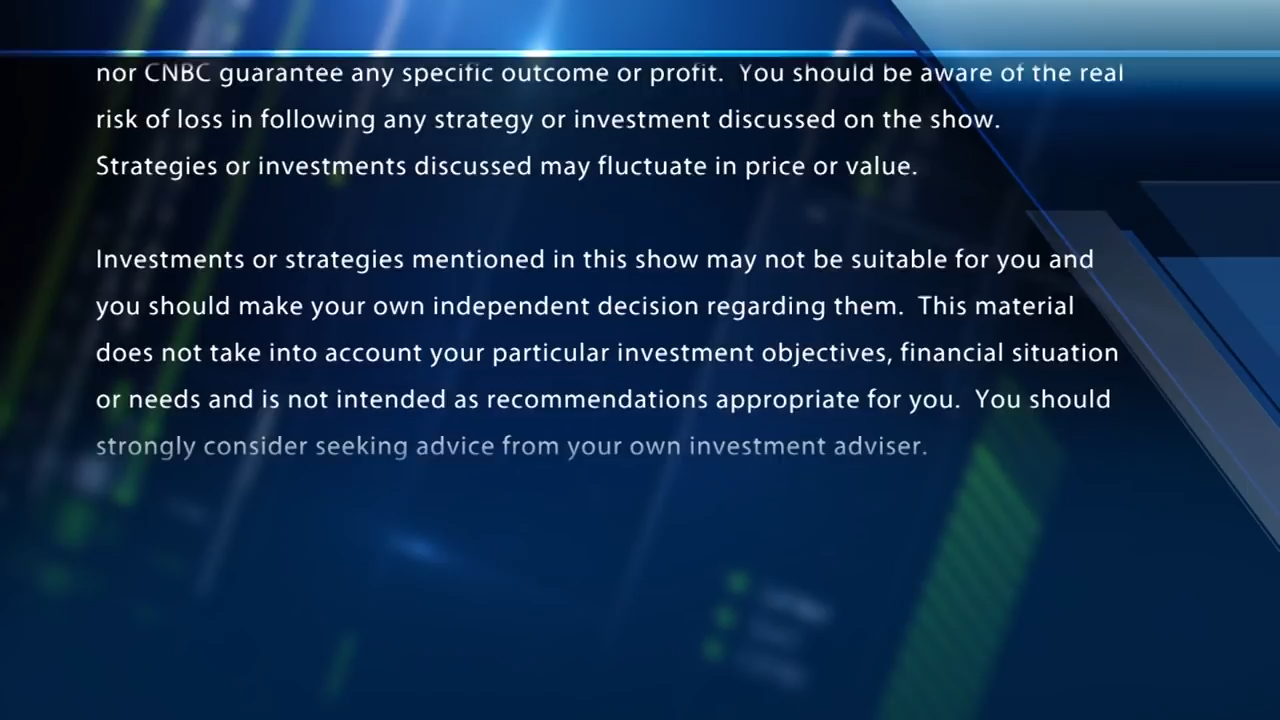 nor CNBC guarantee any specific outcome or profit.  You should be aware of the real
risk of loss in following any strategy or investment discussed on the show.
Strategies or investments discussed may fluctuate in price or value.
Investments or strategies mentioned in this show may not be suitable for you and
you should make your own independent decision regarding them.  This material
does not take into account your particular investment objectives, financial situation
or needs and is not intended as recommendations appropriate for you.  You should
strongly consider seeking advice from your own investment adviser.